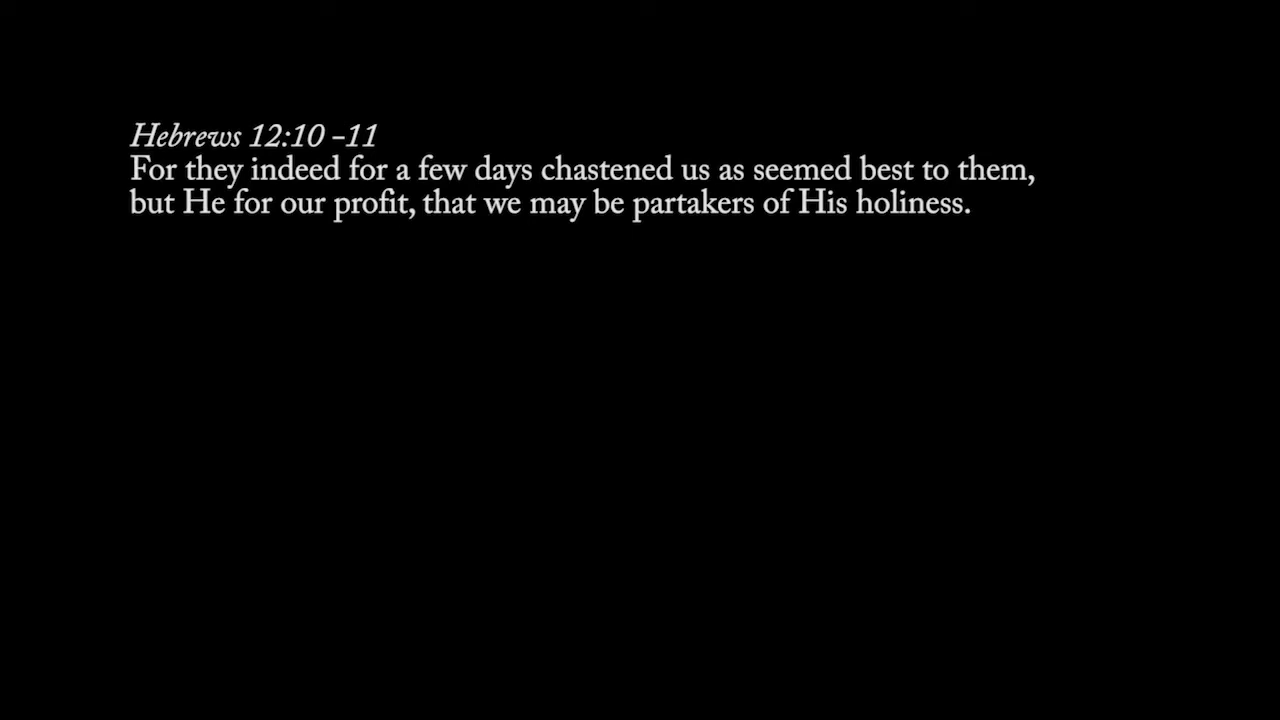 Hebrews 12:10 –11
For they indeed for a few days chastened us as seemed best to them,
but He for our profit, that we may be partakers of His holiness.